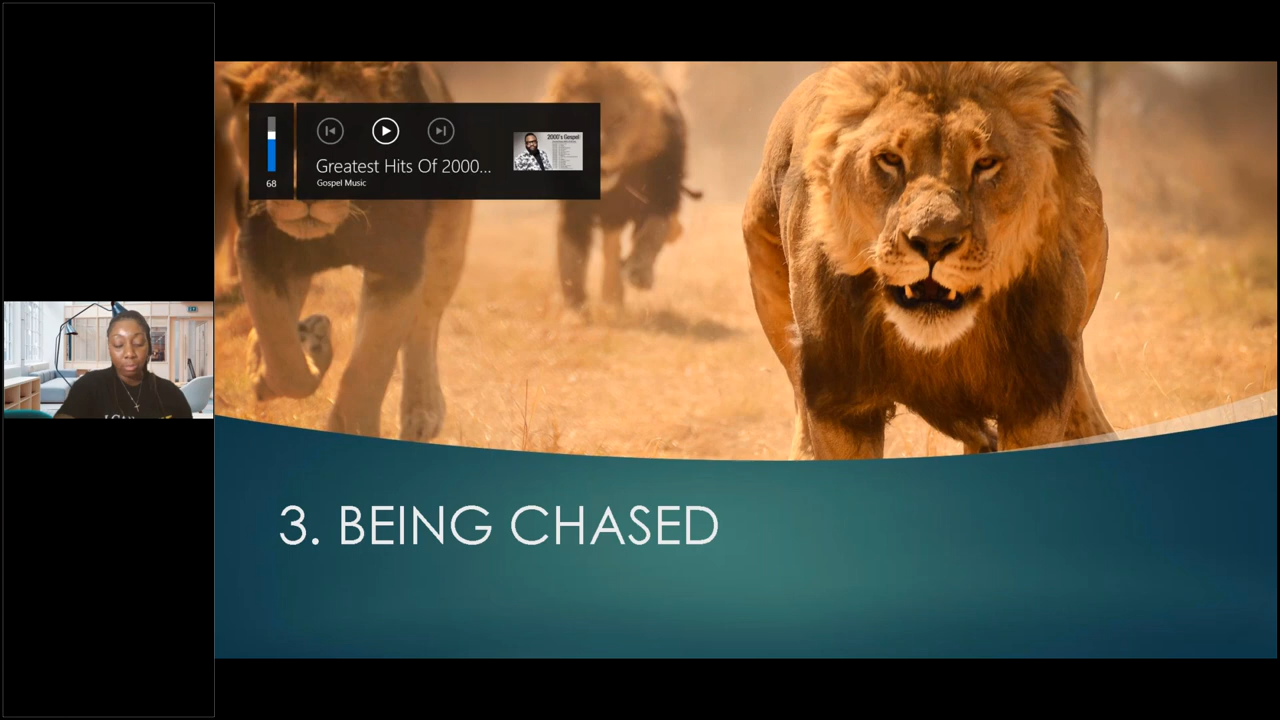 68
Greatest Hits Of 2000...
Gospel Music
2000's Gospel
3. BEING CHASED